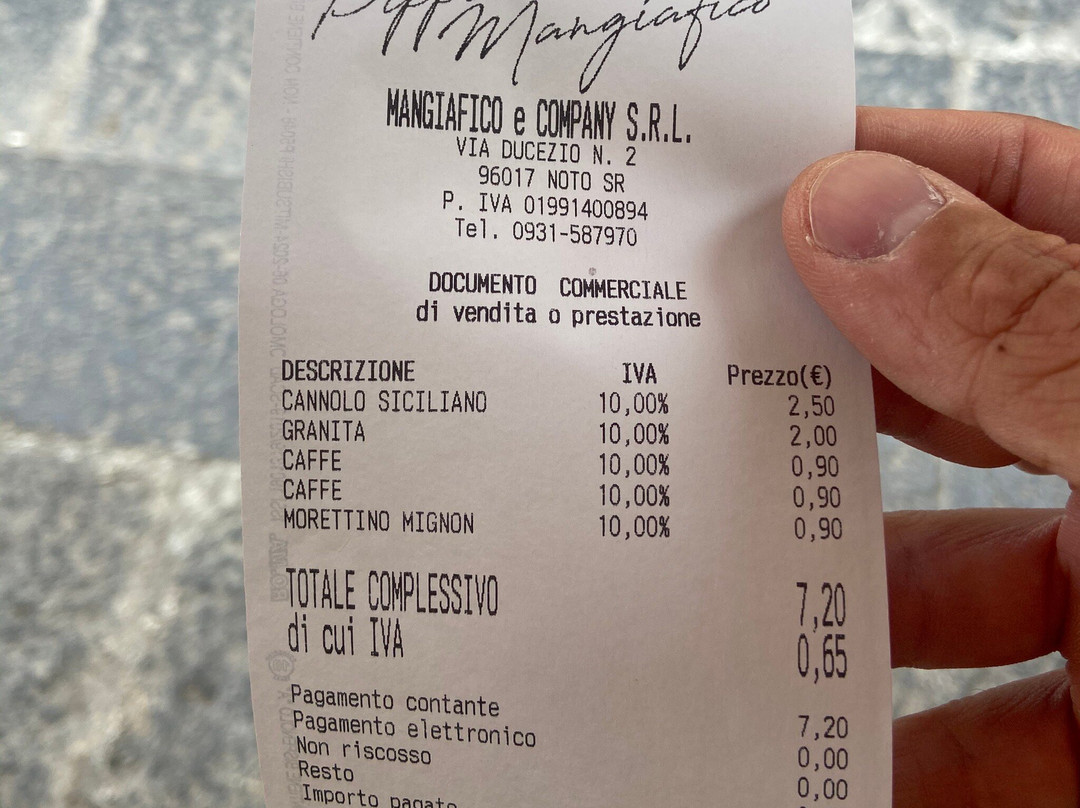 Mangiafico
MANGIAFICO e COMPANY S.R.L.
VIA DUCEZIO N. 2
96017 NOTO SR
P. IVA 01991400894
Tel. 0931-587970
DOCUMENTO COMMERCIALE
di vendita o prestazione
DESCRIZIONE IVA Prezzo(€)
CANNOLO SICILIANO 10,00% 2,50
GRANITA 10,00% 2,00
CAFFE 10,00% 0,90
CAFFE 10,00% 0,90
MORETTINO MIGNON 10,00% 0,90
TOTALE COMPLESSIVO 7,20
di cui IVA 0,65
Pagamento contante 7,20
Pagamento elettronico 0,00
Non riscosso 0,00
Resto
Importo pagato